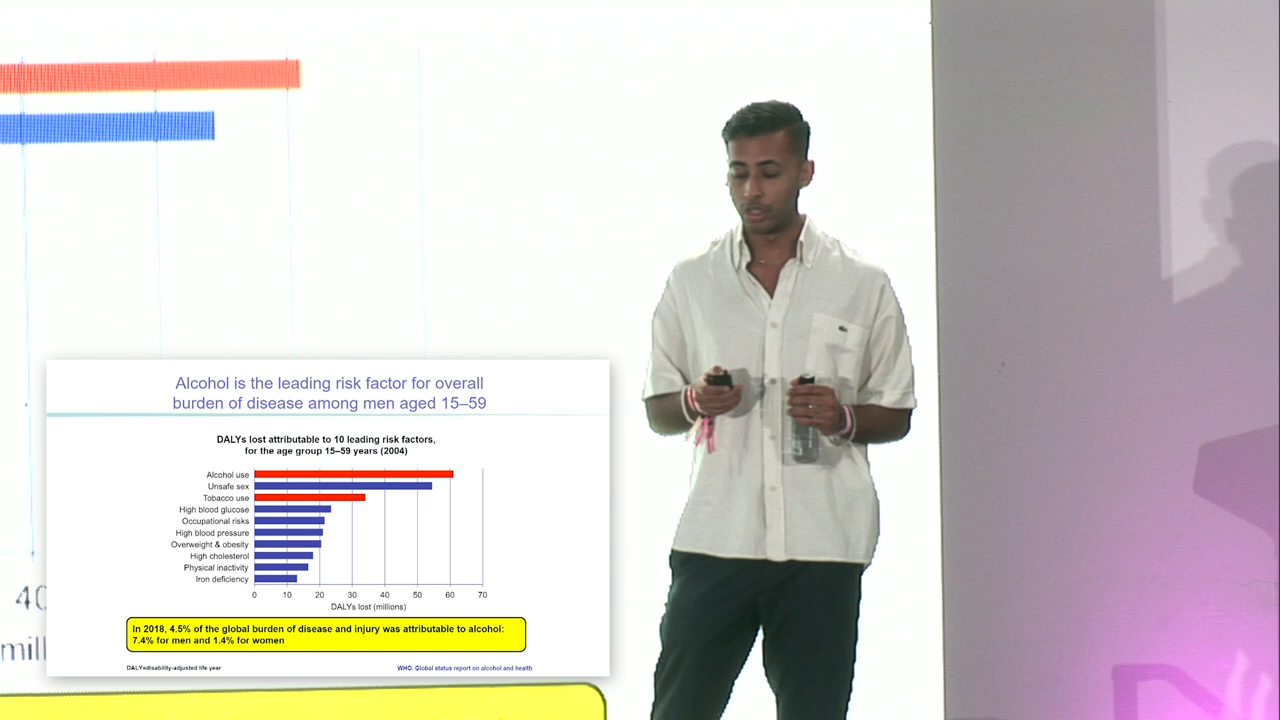 Alcohol is the leading risk factor for overall
burden of disease among men aged 15–59
DALYs lost attributable to 10 leading risk factors,
for the age group 15–59 years (2004)
Alcohol use
Unsafe sex
Tobacco use
High blood glucose
Occupational risks
High blood pressure
Overweight & obesity
High cholesterol
Physical inactivity
Iron deficiency
0 10 20 30 40 50 60 70
DALYs lost (millions)
In 2018, 4.5% of the global burden of disease and injury was attributable to alcohol:
7.4% for men and 1.4% for women
DALY=disability-adjusted life year
WHO. Global status report on alcohol and health
40
mill